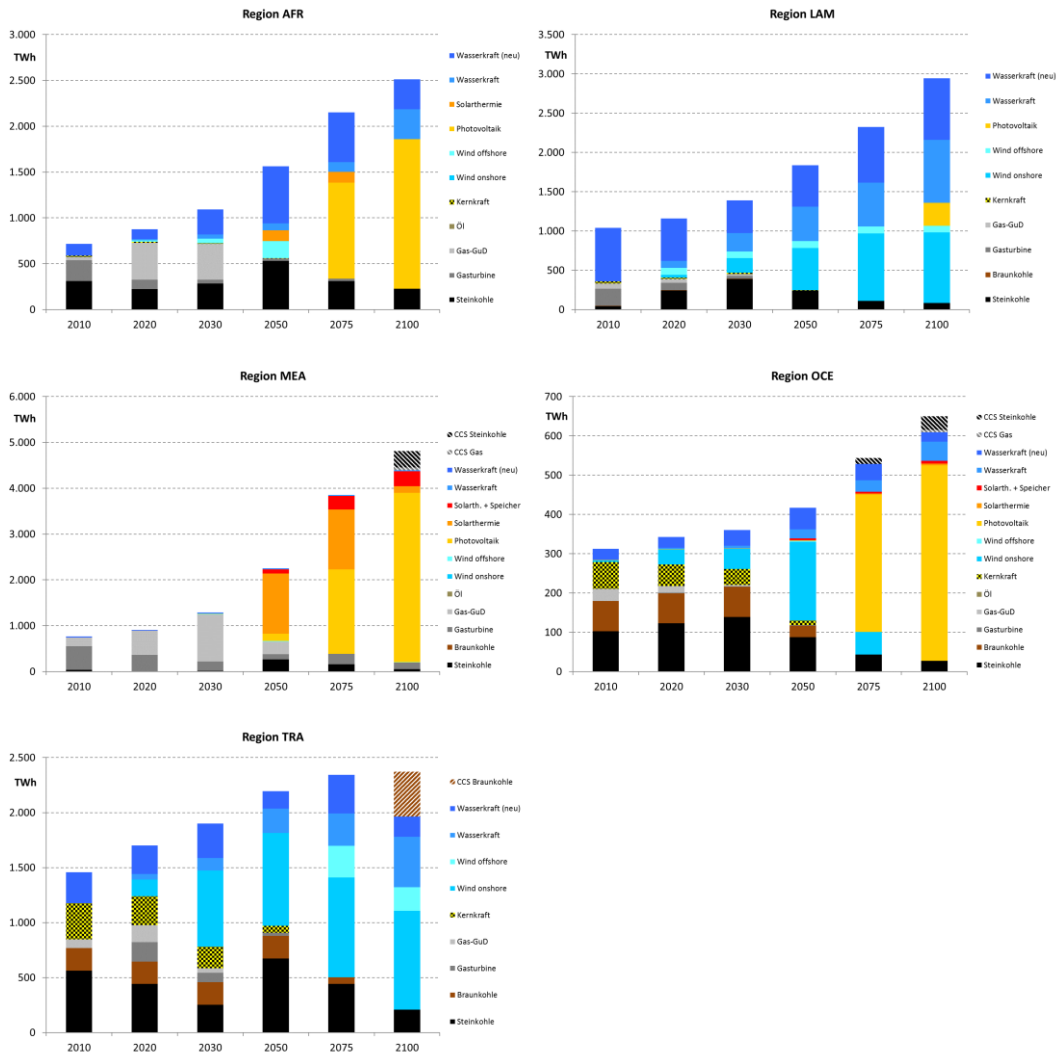 Region AFR
3.000
TWh
2.500
2.000
1.500
1.000
500
0
2010 2020 2030 2050 2075 2100
Wasserkraft (neu)
Wasserkraft
Solarthermie
Photovoltaik
Wind offshore
Wind onshore
Kernkraft
Öl
Gas-GuD
Gasturbine
Steinkohle
Region LAM
3.500
TWh
3.000
2.500
2.000
1.500
1.000
500
0
2010 2020 2030 2050 2075 2100
Wasserkraft (neu)
Wasserkraft
Photovoltaik
Wind offshore
Wind onshore
Kernkraft
Gas-GuD
Gasturbine
Braunkohle
Steinkohle
Region MEA
6.000
TWh
5.000
4.000
3.000
2.000
1.000
0
2010 2020 2030 2050 2075 2100
CCS Steinkohle
CCS Gas
Wasserkraft (neu)
Wasserkraft
Solarth. + Speicher
Solarthermie
Photovoltaik
Wind offshore
Wind onshore
Öl
Gas-GuD
Gasturbine
Steinkohle
Region OCE
700
TWh
600
500
400
300
200
100
0
2010 2020 2030 2050 2075 2100
CCS Steinkohle
CCS Gas
Wasserkraft (neu)
Wasserkraft
Solarth. + Speicher
Solarthermie
Photovoltaik
Wind offshore
Wind onshore
Kernkraft
Öl
Gas-GuD
Gasturbine
Braunkohle
Steinkohle
Region TRA
2.500
TWh
2.000
1.500
1.000
500
0
2010 2020 2030 2050 2075 2100
CCS Braunkohle
Wasserkraft (neu)
Wasserkraft
Wind offshore
Wind onshore
Kernkraft
Gas-GuD
Gasturbine
Braunkohle
Steinkohle